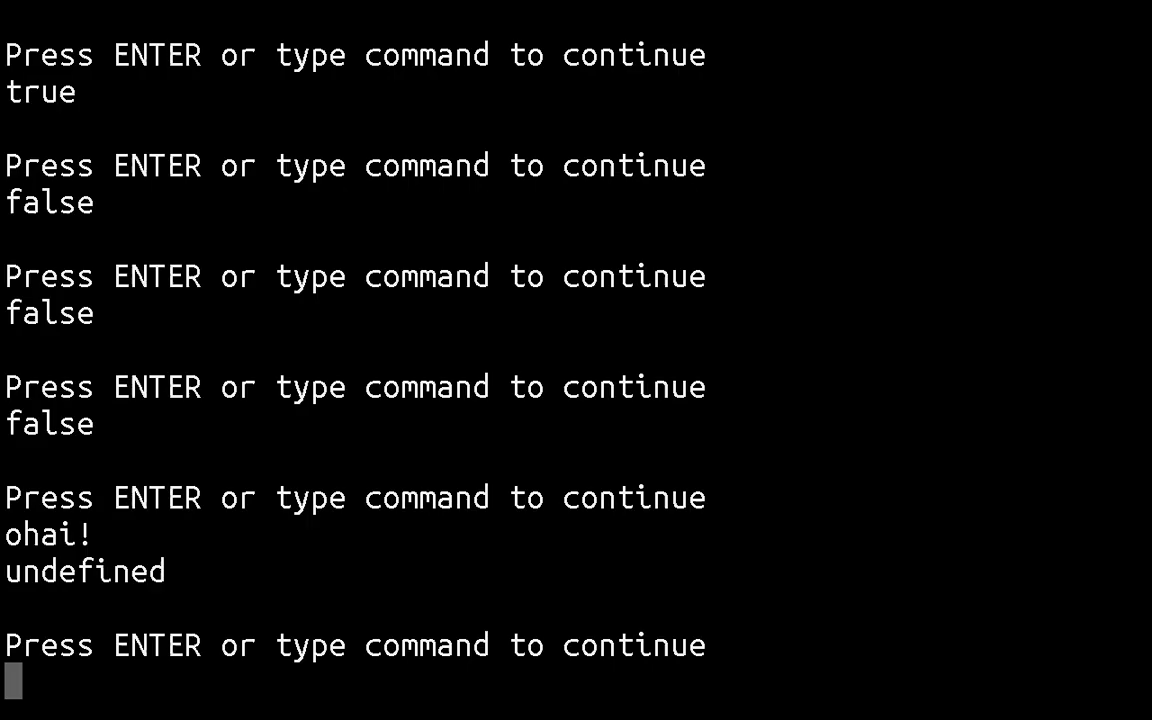 Press ENTER or type command to continue
true
Press ENTER or type command to continue
false
Press ENTER or type command to continue
false
Press ENTER or type command to continue
false
Press ENTER or type command to continue
ohai!
undefined
Press ENTER or type command to continue